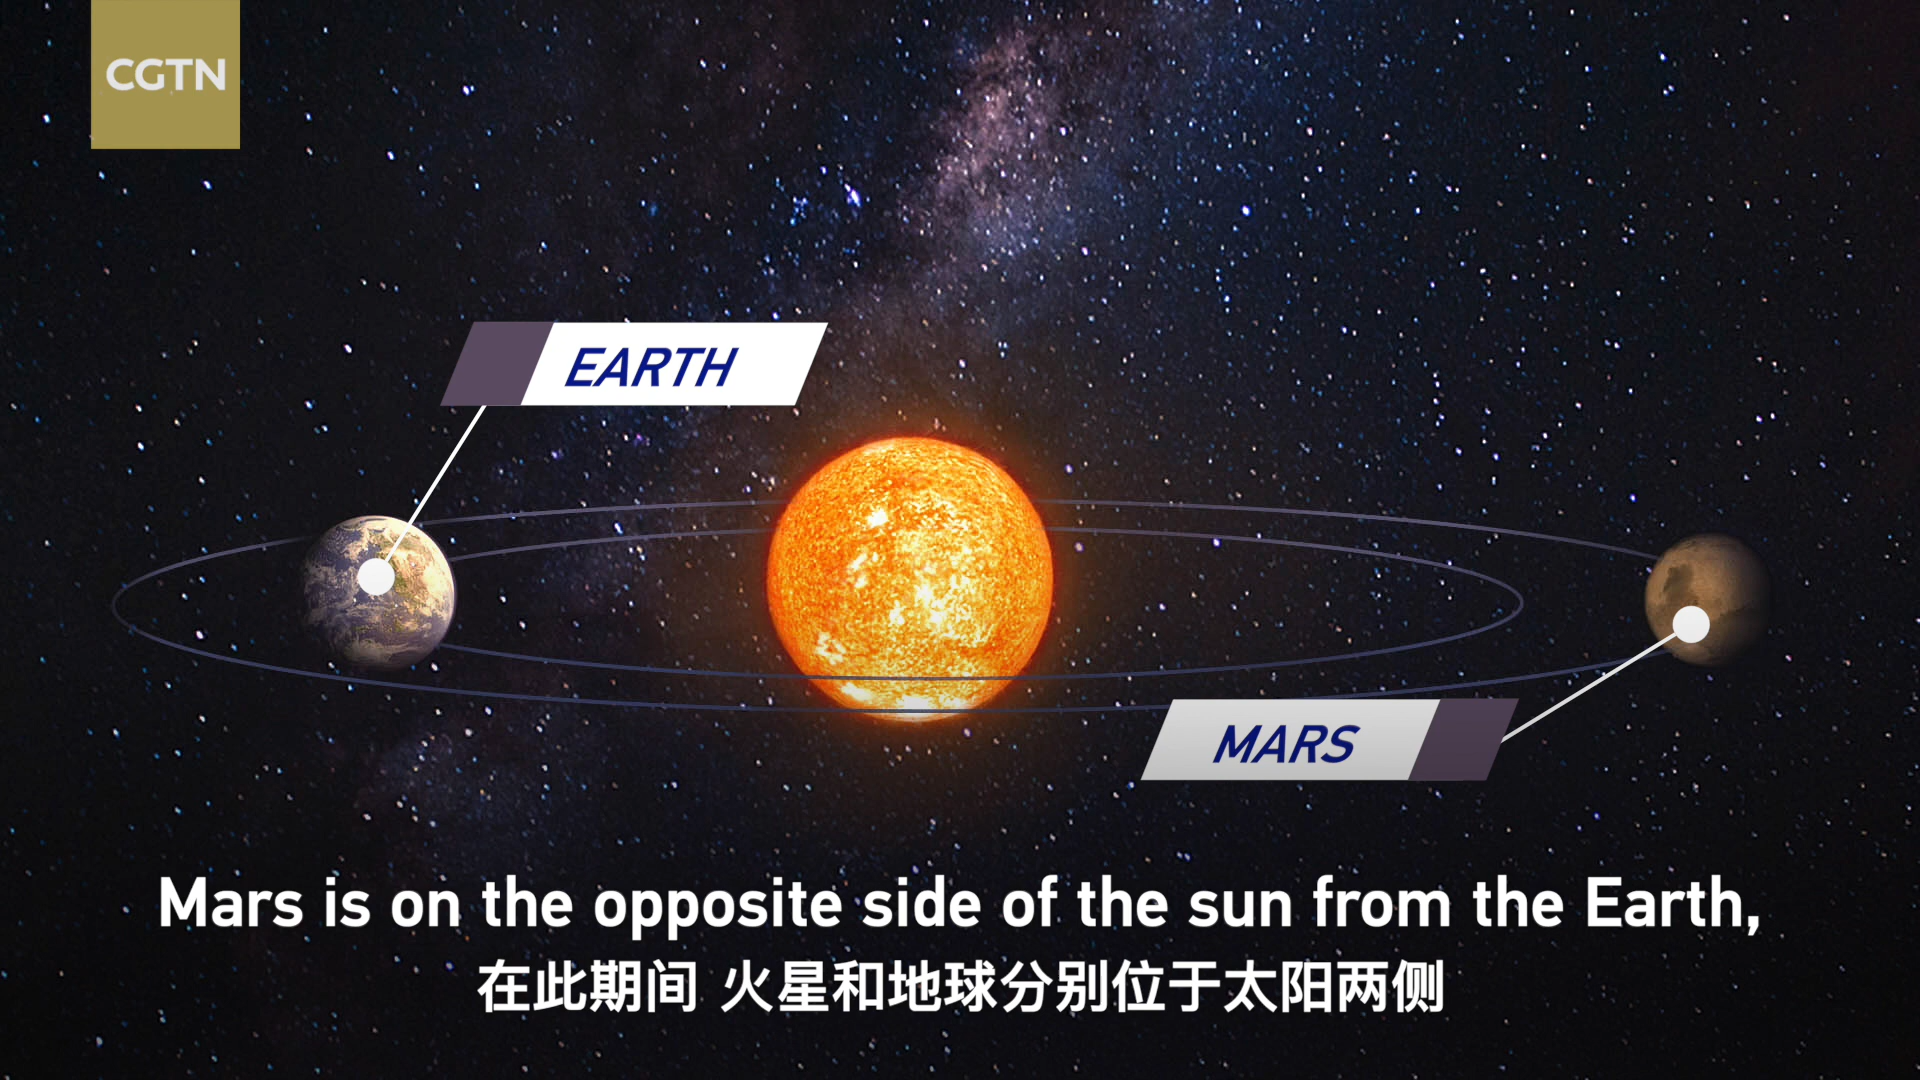 CGTN
EARTH
MARS
Mars is on the opposite side of the sun from the Earth,
在此期间 火星和地球分别位于太阳两侧